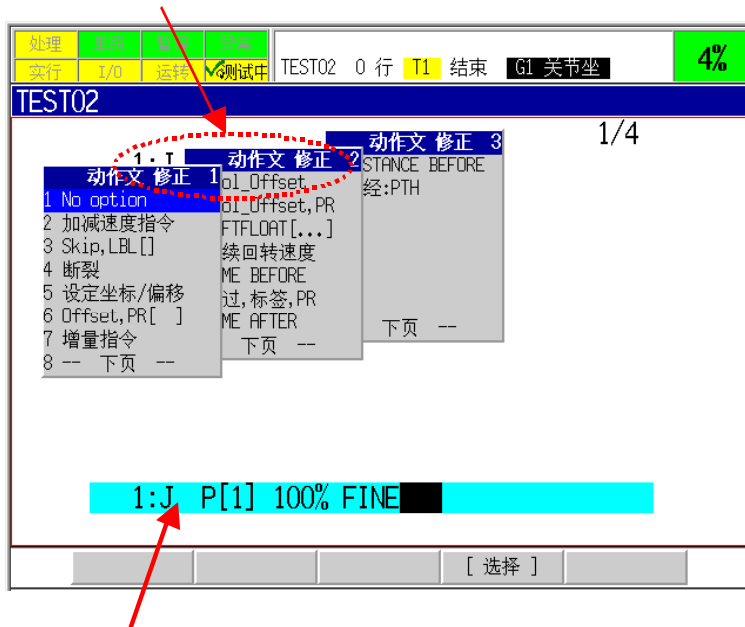 处理 单段 暂停 异常
实行 I/O 运转 测试中
TEST02 0 行 T1 结束 G1 关节坐
4%
TEST02
1/4
动作文 修正 1
1 No option
2 加减速度指令
3 Skip,LBL[]
4 断裂
5 设定坐标/偏移
6 Offset,PR[ ]
7 增量指令
8 -- 下页 --
动作文 修正 2
ol_Offset
ol_Offset,PR
FTFLOAT[...]
续回转速度
ME BEFORE
过,标签,PR
ME AFTER
下页 --
动作文 修正 3
STANCE BEFORE
经:PTH
下页 --
1:J P[1] 100% FINE
[ 选择 ]